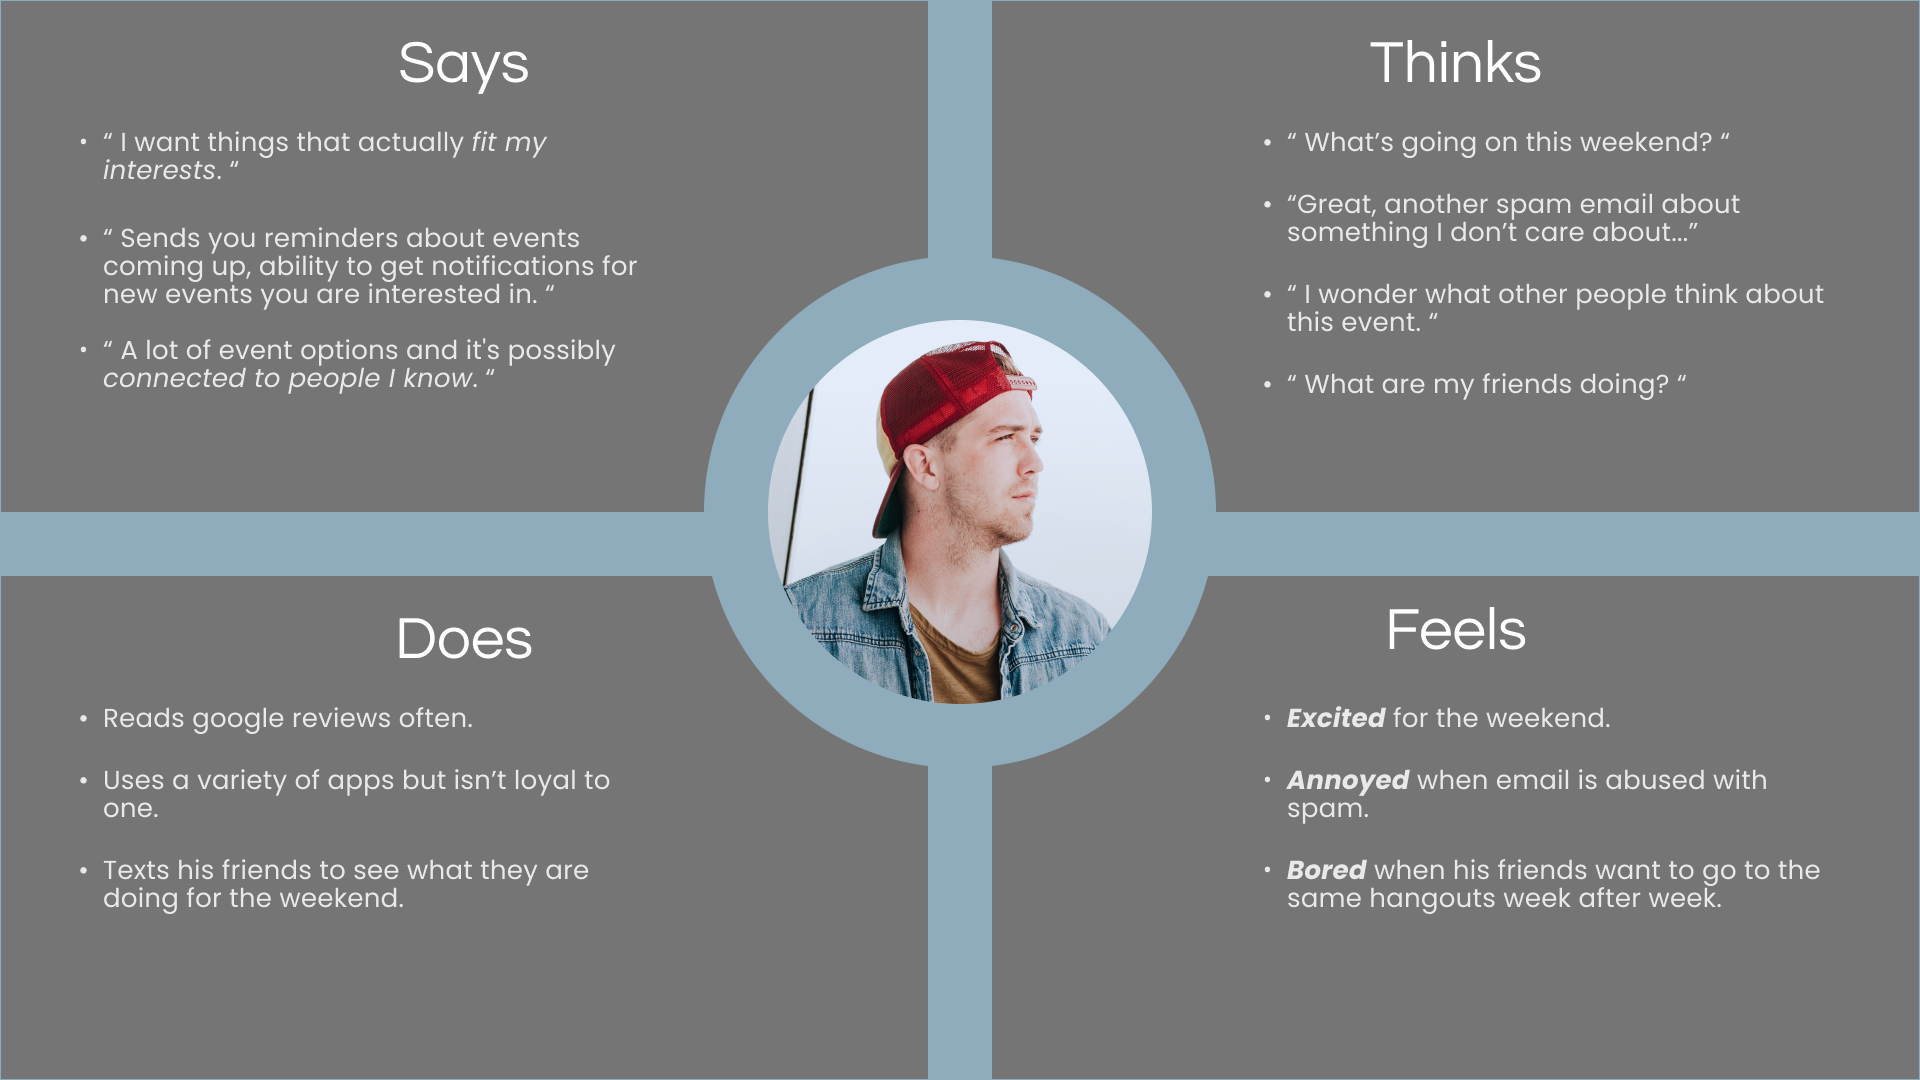 Says
• “ I want things that actually fit my
interests. “
• “ Sends you reminders about events
coming up, ability to get notifications for
new events you are interested in. “
• “ A lot of event options and it's possibly
connected to people I know. “
Thinks
• “ What’s going on this weekend? “
• “Great, another spam email about
something I don’t care about...”
• “ I wonder what other people think about
this event. “
• “ What are my friends doing? “
Does
• Reads google reviews often.
• Uses a variety of apps but isn’t loyal to
one.
• Texts his friends to see what they are
doing for the weekend.
Feels
• Excited for the weekend.
• Annoyed when email is abused with
spam.
• Bored when his friends want to go to the
same hangouts week after week.